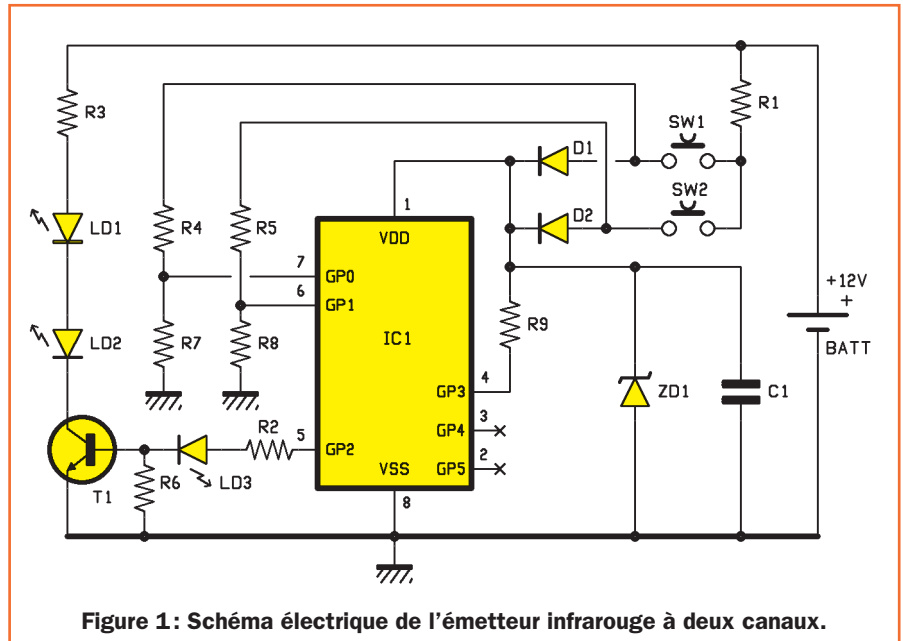 R3
R1
SW1
D1
1
D2
SW2
LD1
R4
R5
VDD
7
GP0
6
GP1
+12V
+
R9
IC1
LD2
R7
R8
BATT
4
GP3
ZD1
C1
3
GP4
R2
5
GP2
2
GP5
VSS
T1
R6
LD3
8
Figure 1: Schéma électrique de l'émetteur infrarouge à deux canaux.